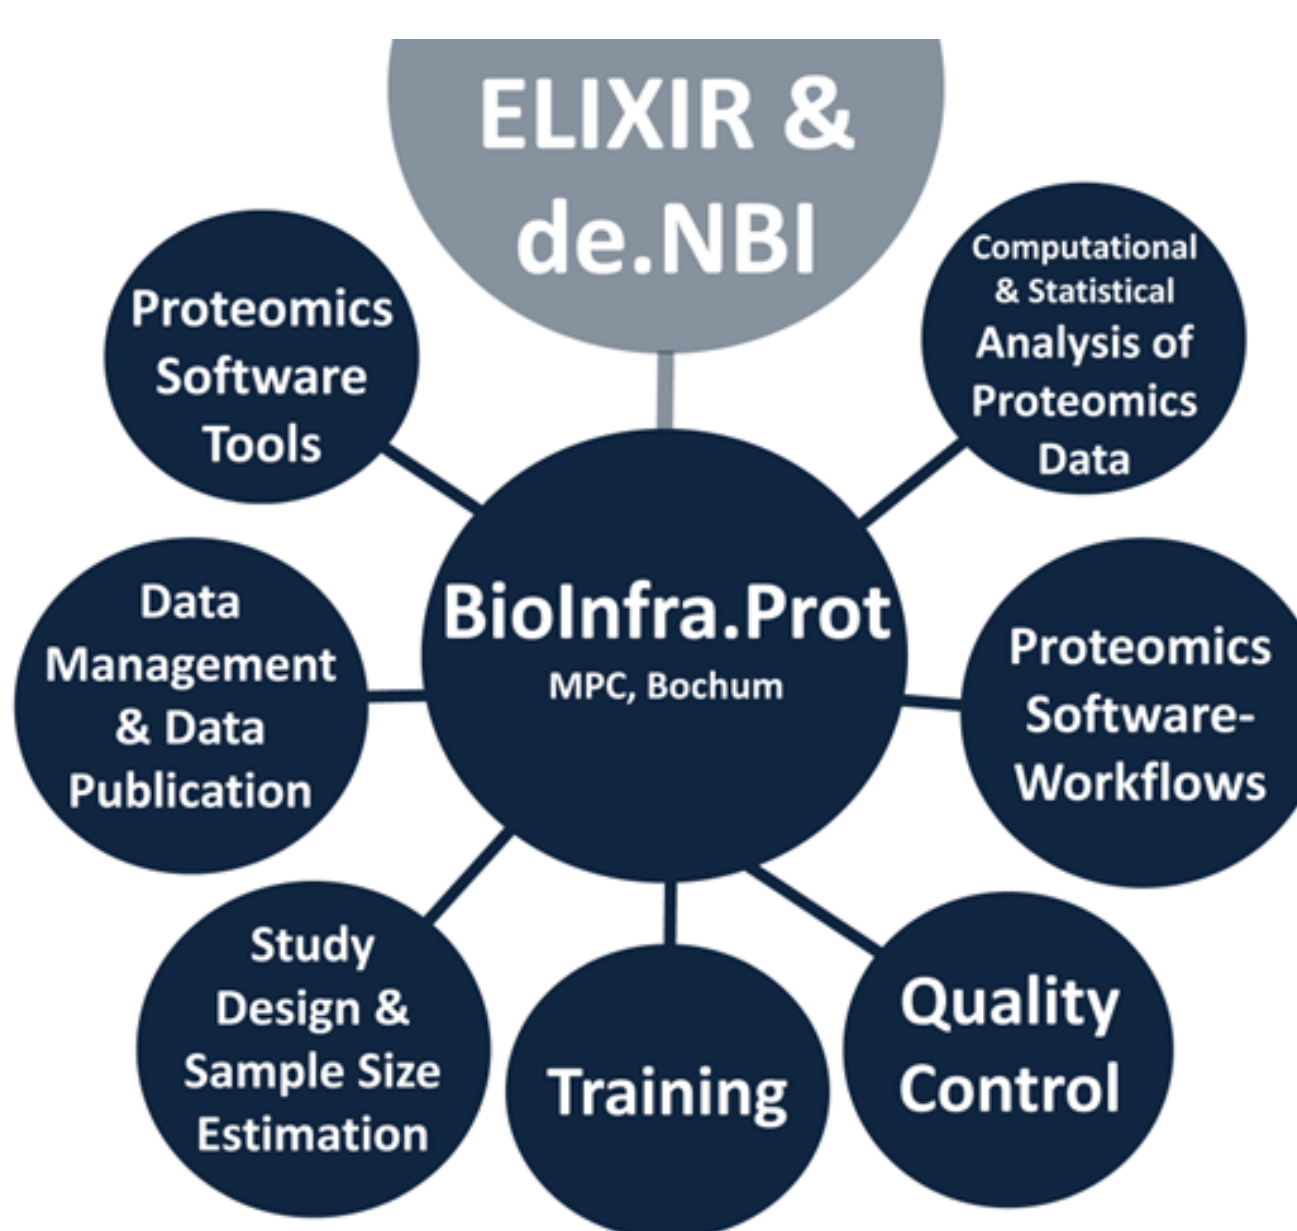 ELIXIR &
de.NBI
Proteomics
Software
Tools
Computational
& Statistical
Analysis of
Proteomics
Data
BioInfra.Prot
MPC, Bochum
Data
Management
& Data
Publication
Proteomics
Software-
Workflows
Study
Design &
Sample Size
Estimation
Training
Quality
Control